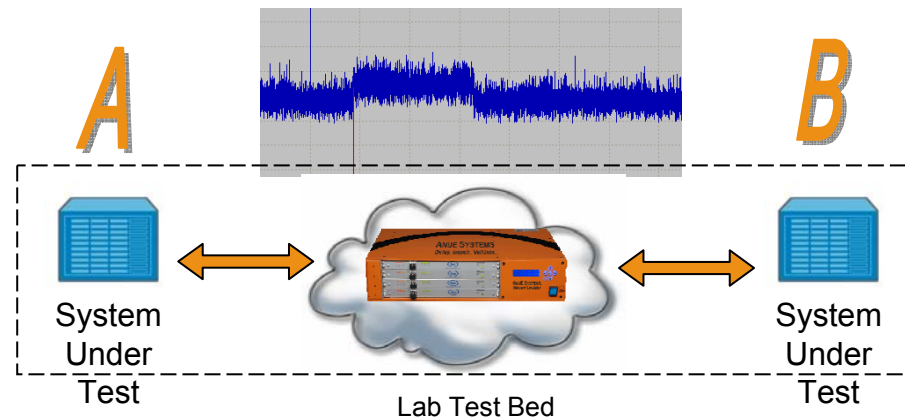 A
B
ANUE SYSTEMS
System
Under
Test
System
Under
Test
Lab Test Bed